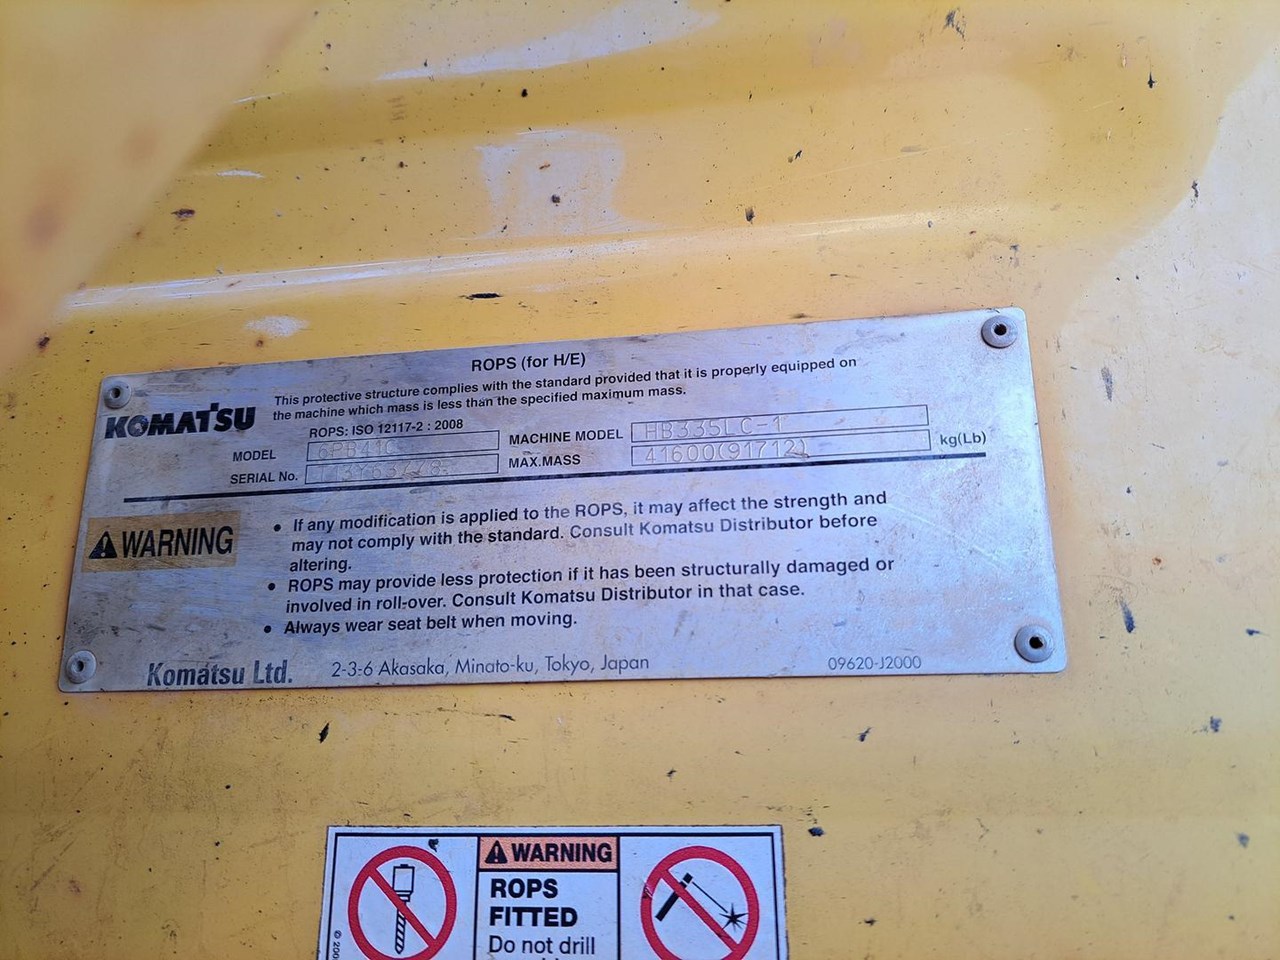 ROPS (for H/E)
KOMATSU
This protective structure complies with the standard provided that it is properly equipped on
the machine which mass is less than the specified maximum mass.
ROPS: ISO 12117-2 : 2008
MODEL
SERIAL No.
MACHINE MODEL HB335LC-1
MAX.MASS 41600(91712) kg(Lb)
WARNING
• If any modification is applied to the ROPS, it may affect the strength and
may not comply with the standard. Consult Komatsu Distributor before
altering.
• ROPS may provide less protection if it has been structurally damaged or
involved in roll-over. Consult Komatsu Distributor in that case.
• Always wear seat belt when moving.
Komatsu Ltd. 2-3-6 Akasaka, Minato-ku, Tokyo, Japan 09620-J2000
WARNING
ROPS
FITTED
Do not drill